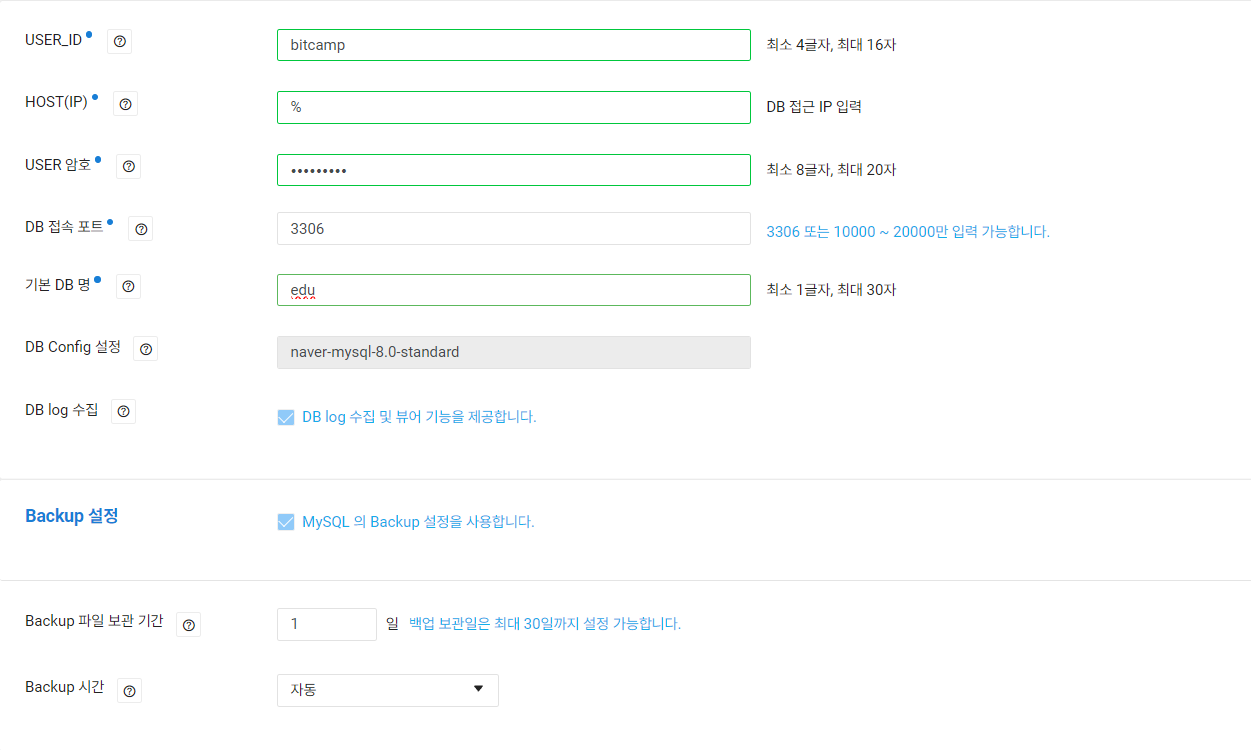 USER_ID bitcamp 최소 4글자, 최대 16자
HOST(IP) % DB 접근 IP 입력
USER 암호 ••••••••• 최소 8글자, 최대 20자
DB 접속 포트 3306 3306 또는 10000 ~ 20000만 입력 가능합니다.
기본 DB 명 edu 최소 1글자, 최대 30자
DB Config 설정 naver-mysql-8.0-standard
DB log 수집 DB log 수집 및 뷰어 기능을 제공합니다.
Backup 설정 MySQL 의 Backup 설정을 사용합니다.
Backup 파일 보관 기간 1 일 백업 보관일은 최대 30일까지 설정 가능합니다.
Backup 시간 자동